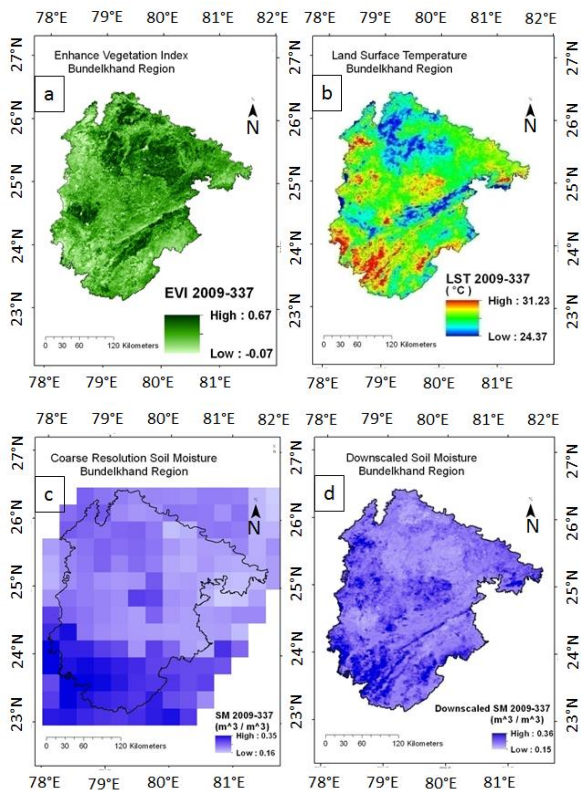 78°E 79°E 80°E 81°E
82°E
78°E 79°E 80°E 81°E
82°E
27°N
26°N
25°N
24°N
23°N
Enhance Vegetation Index
Bundelkhand Region
a
N
EVI 2009-337
High : 0.67
Low : -0.07
0 30 60 120 Kilometers
27°N
26°N
25°N
24°N
23°N
Land Surface Temperature
Bundelkhand Region
b
N
LST 2009-337
( °C )
High : 31.23
Low : 24.37
0 30 60 120 Kilometers
78°E 79°E 80°E 81°E
78°E 79°E 80°E 81°E
78°E 79°E 80°E 81°E 82°E
78°E 79°E 80°E 81°E 82°E
27°N
26°N
25°N
24°N
23°N
Coarse Resolution Soil Moisture
Bundelkhand Region
c
N
SM 2009-337
(m^3 / m^3)
High : 0.35
Low : 0.16
0 30 60 120 Kilometers
27°N
26°N
25°N
24°N
23°N
Downscaled Soil Moisture
Bundelkhand Region
d
N
Downscaled SM 2009-337
(m^3 / m^3)
High : 0.36
Low : 0.15
0 30 60 120 Kilometers
78°E 79°E 80°E 81°E 82°E
78°E 79°E 80°E 81°E 82°E